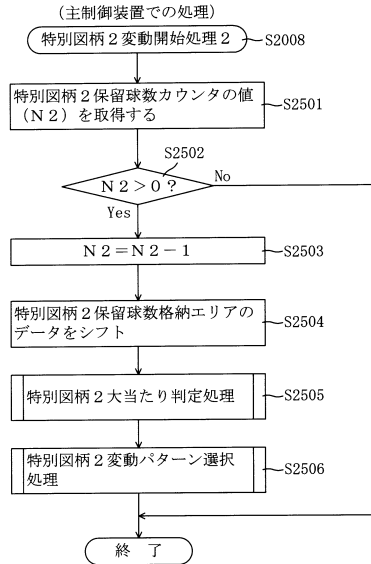 （主制御装置での処理）
特別図柄２変動開始処理２
S2008
特別図柄２保留球数カウンタの値
（Ｎ２）を取得する
S2501
S2502
Ｎ２＞０？
No
Yes
Ｎ２＝Ｎ２－１
S2503
特別図柄２保留球数格納エリアの
データをシフト
S2504
特別図柄２大当たり判定処理
S2505
特別図柄２変動パターン選択
処理
S2506
終 了